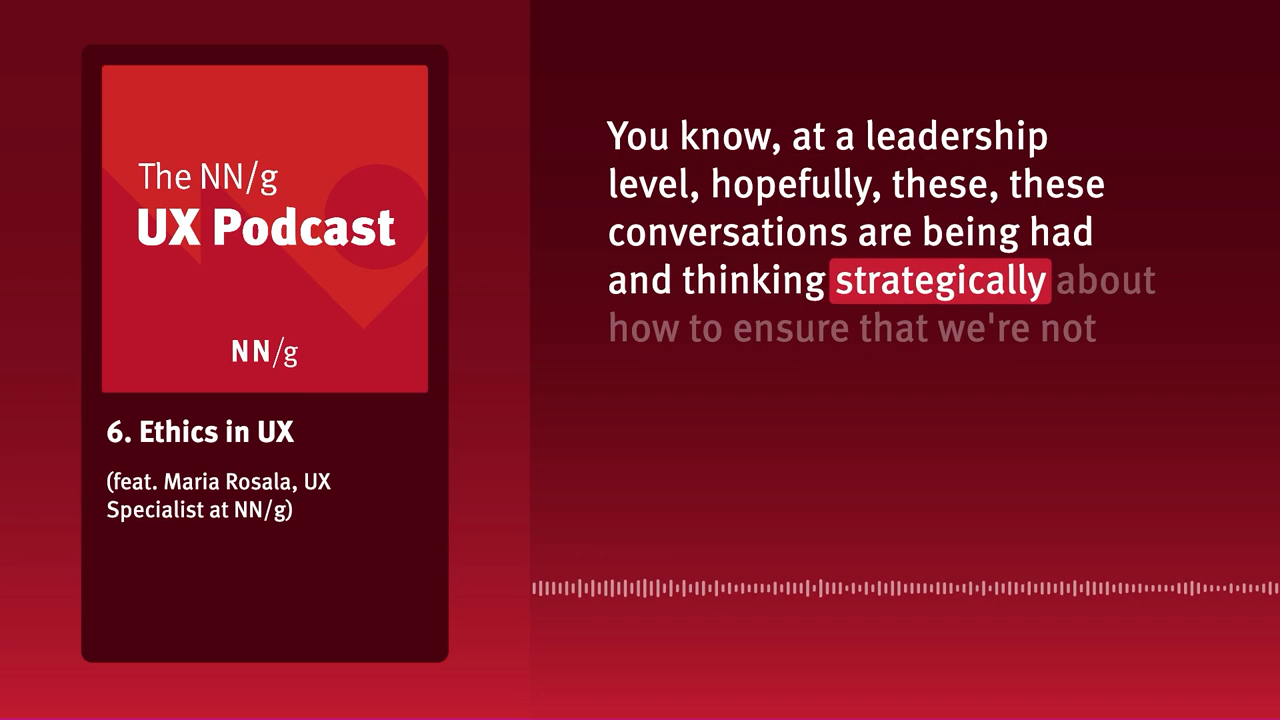 The NN/g
UX Podcast
NN/g
6. Ethics in UX
(feat. Maria Rosala, UX
Specialist at NN/g)
You know, at a leadership
level, hopefully, these, these
conversations are being had
and thinking strategically about
how to ensure that we're not